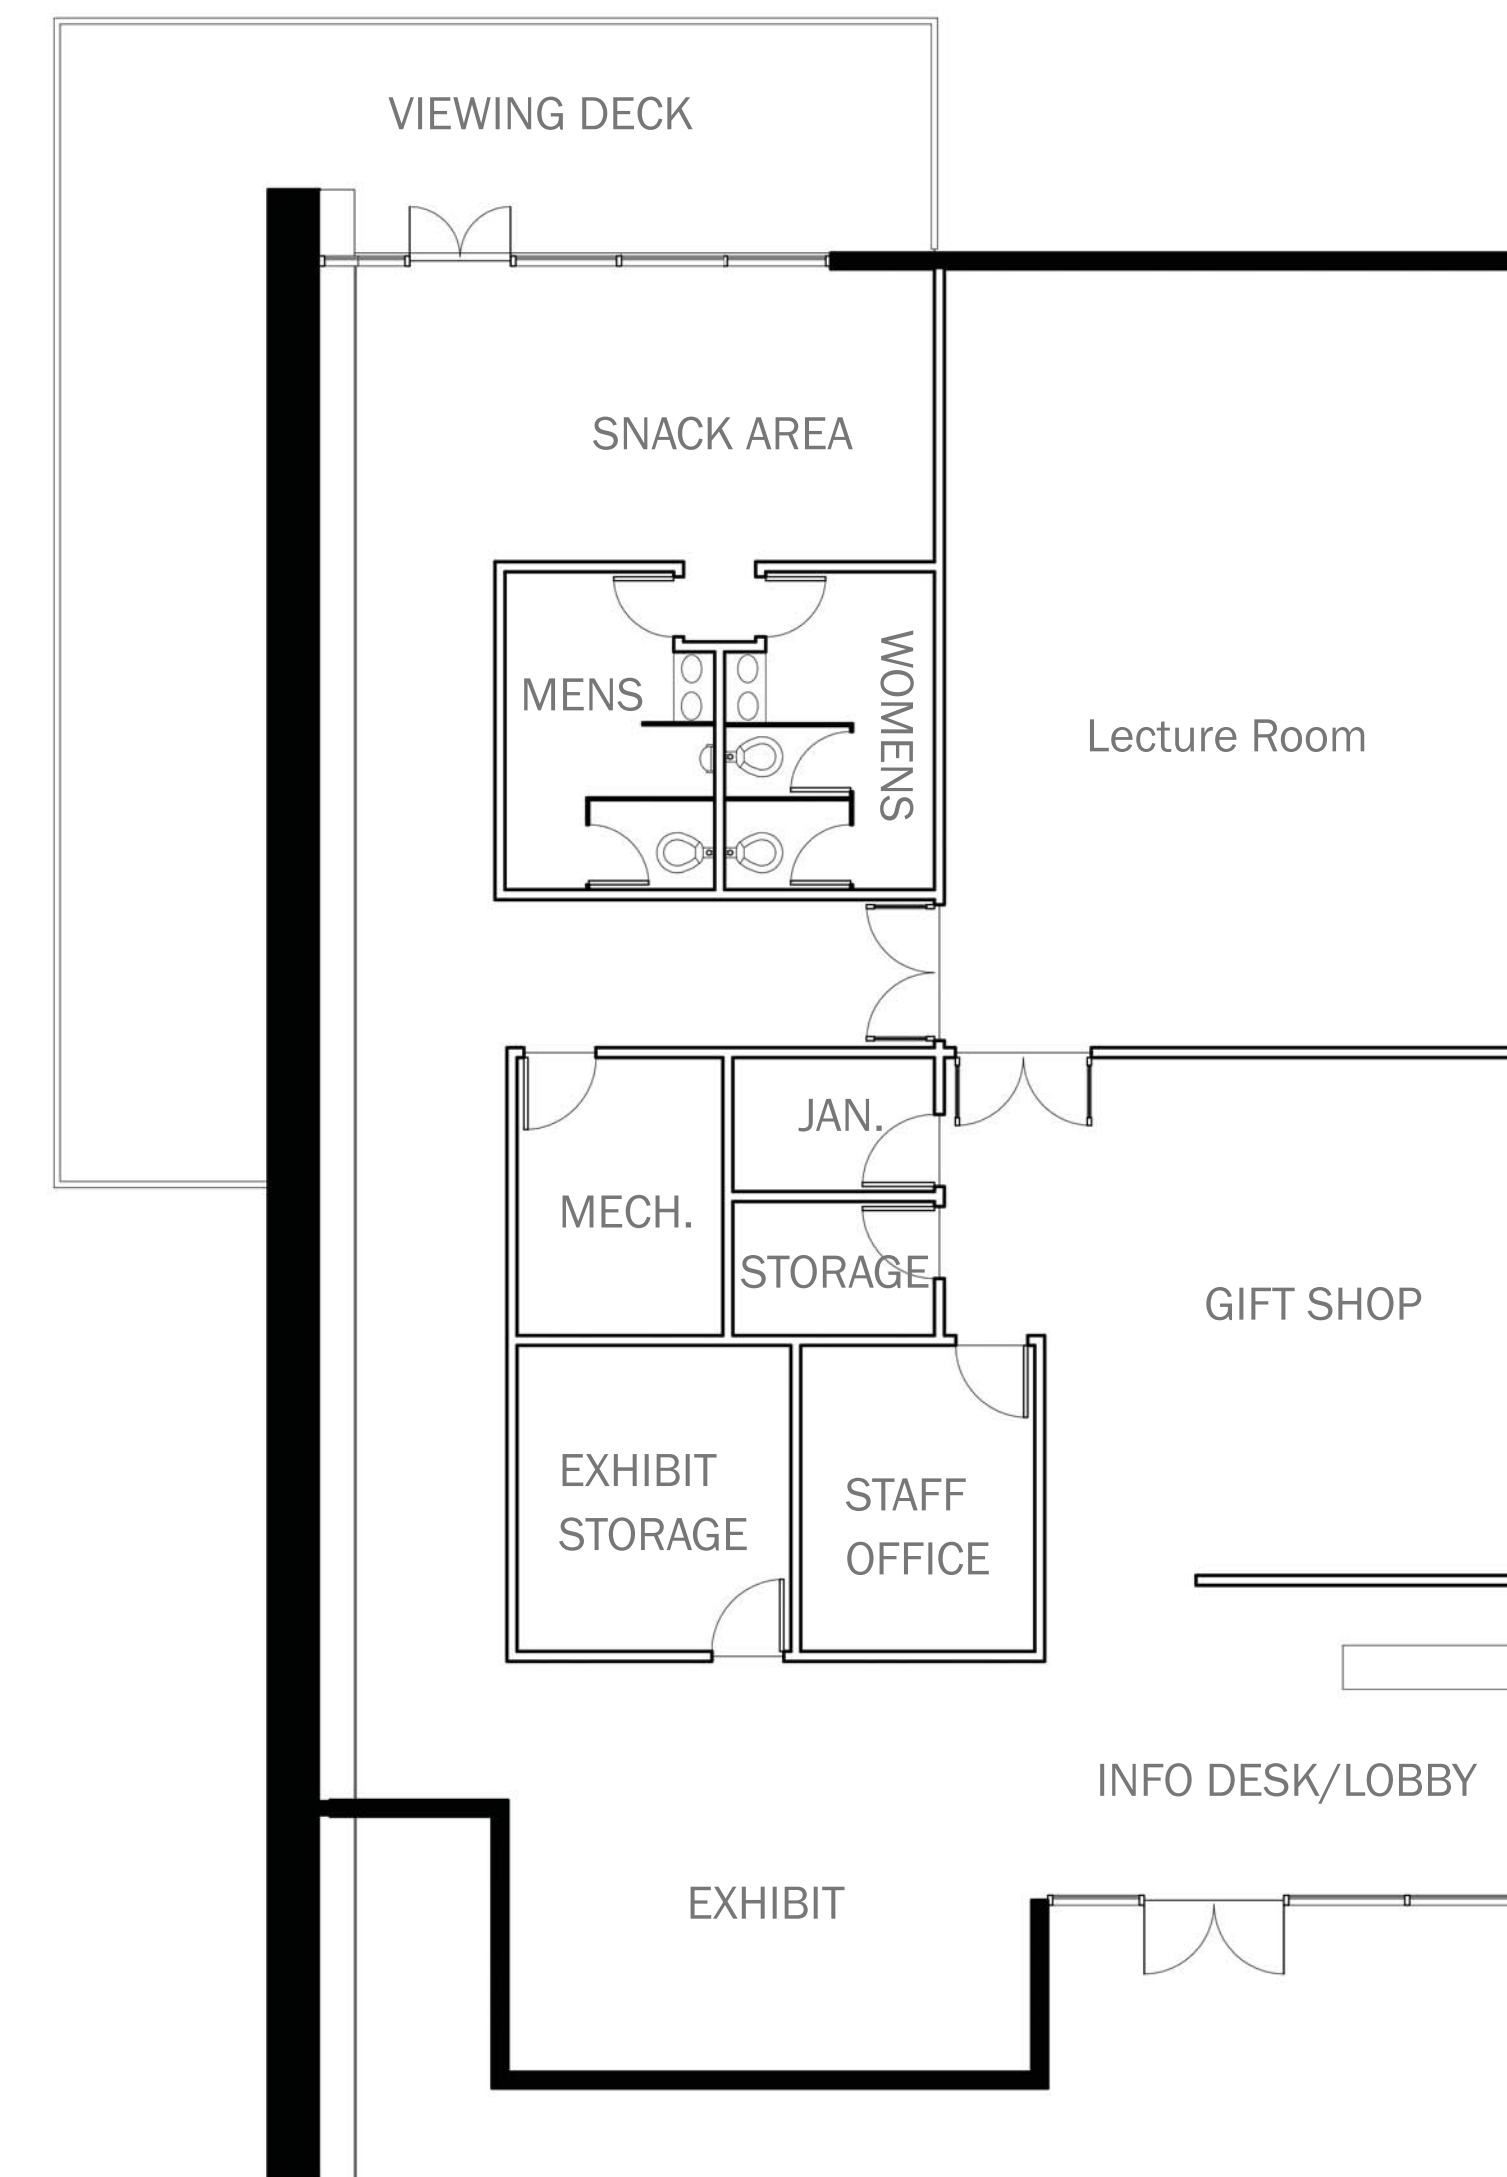 VIEWING DECK
SNACK AREA
MENS
WOMENS
Lecture Room
JAN.
MECH.
STORAGE
GIFT SHOP
EXHIBIT
STORAGE
STAFF
OFFICE
INFO DESK/LOBBY
EXHIBIT